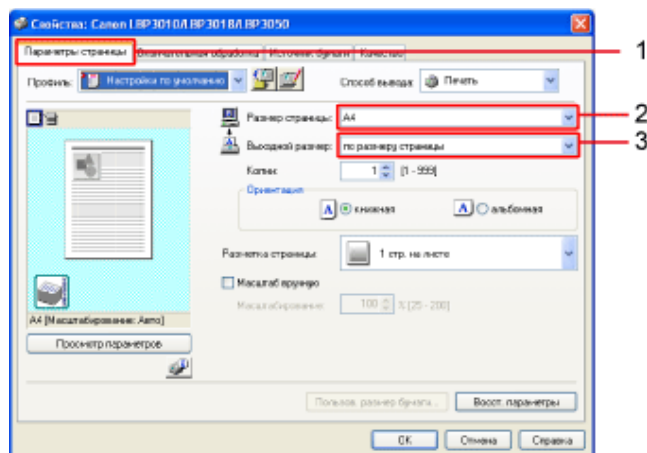 Свойства: Canon LBP3010/LBP3018/LBP3050
Параметры страницы Окончательная обработка Источник бумаги Качество
1
Профиль: Настройки по умолчанию Способ вывода: Печать
Размер страницы: A4
2
Выходной размер: по размеру страницы
3
Копии: 1 [1 - 999]
Ориентация
A книжная A альбомная
Разметка страницы: 1 стр. на листе
Масштаб вручную
Масштабирование: 100 % [25 - 200]
A4 [Масштабирование: Авто]
Просмотр параметров
Пользов. размер бумаги... Восст. параметры
OK Отмена Справка